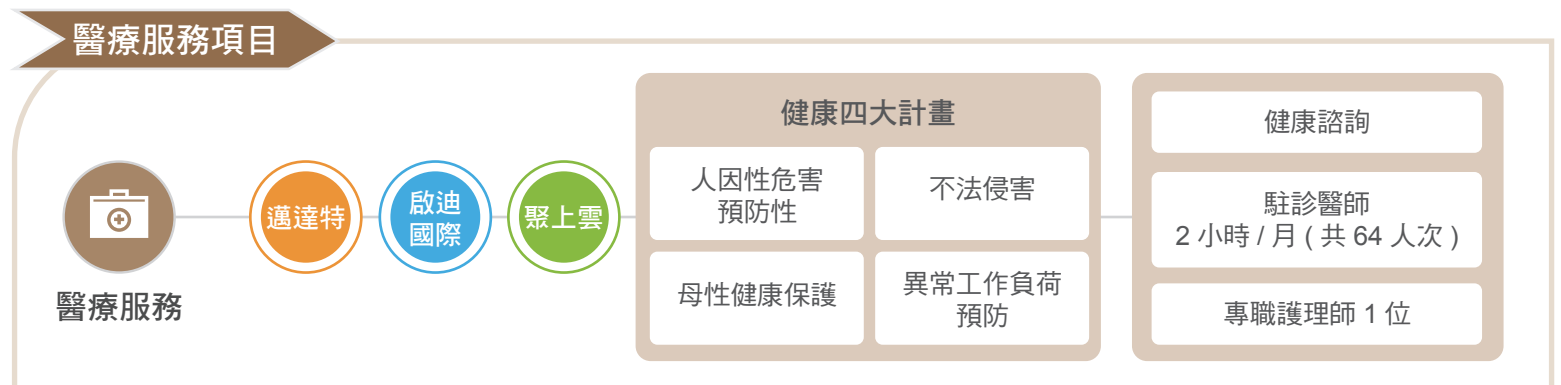 醫療服務項目
醫療服務
邁達特
啟迪
國際
聚上雲
健康四大計畫
人因性危害
預防性
不法侵害
母性健康保護
異常工作負荷
預防
健康諮詢
駐診醫師
2 小時 / 月 ( 共 64 人次 )
專職護理師 1 位